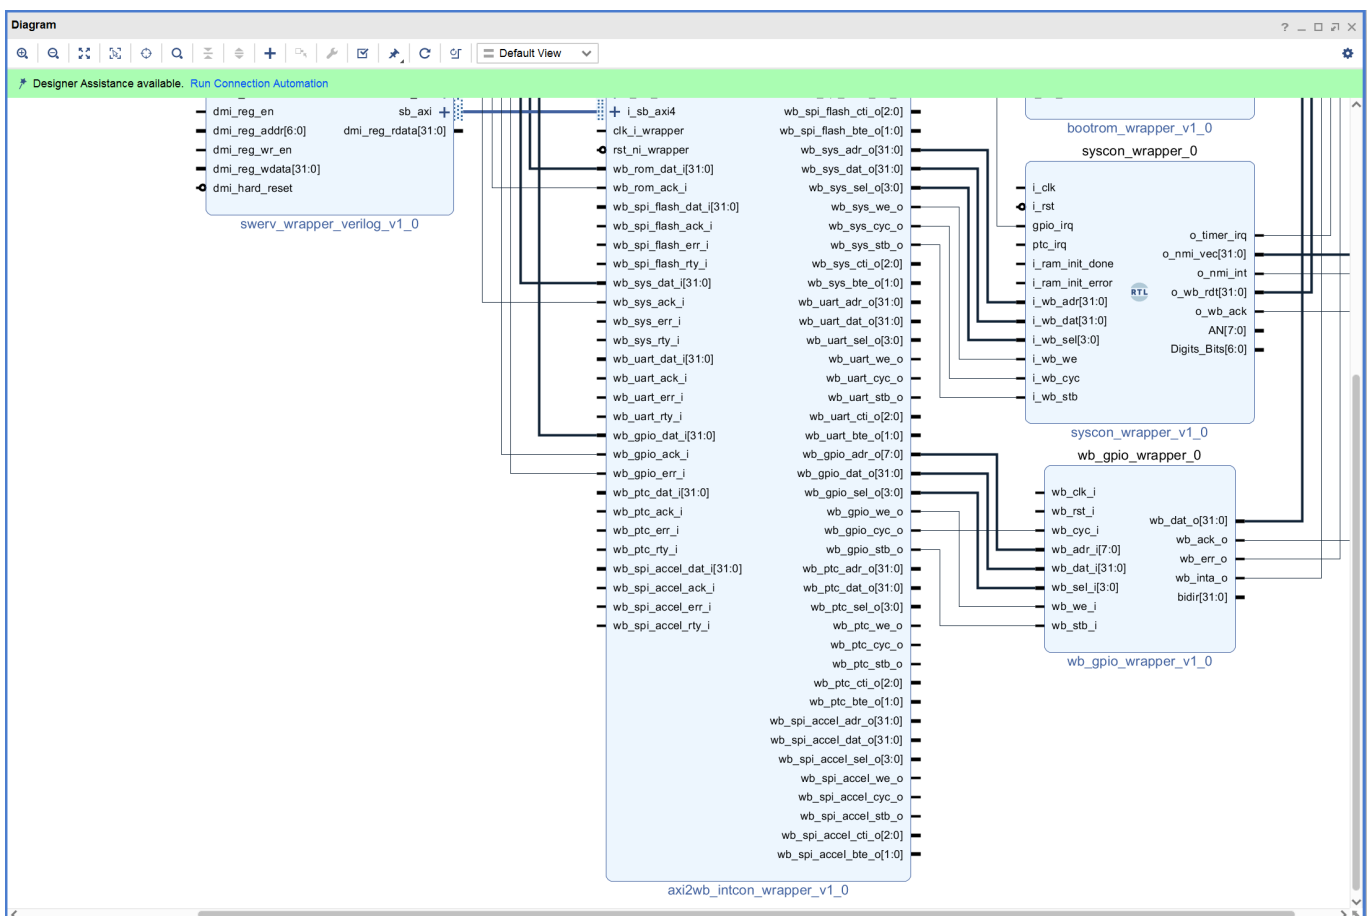 Diagram
? _ X
Default View
Designer Assistance available. Run Connection Automation
dmi_reg_en
dmi_reg_addr[6:0]
dmi_reg_wr_en
dmi_reg_wdata[31:0]
dmi_hard_reset
sb_axi
dmi_reg_rdata[31:0]
swerv_wrapper_verilog_v1_0
i_sb_axi4
clk_i_wrapper
rst_ni_wrapper
wb_rom_dat_i[31:0]
wb_rom_ack_i
wb_spi_flash_dat_i[31:0]
wb_spi_flash_ack_i
wb_spi_flash_err_i
wb_spi_flash_rty_i
wb_sys_dat_i[31:0]
wb_sys_ack_i
wb_sys_err_i
wb_sys_rty_i
wb_uart_dat_i[31:0]
wb_uart_ack_i
wb_uart_err_i
wb_uart_rty_i
wb_gpio_dat_i[31:0]
wb_gpio_ack_i
wb_gpio_err_i
wb_ptc_dat_i[31:0]
wb_ptc_ack_i
wb_ptc_err_i
wb_ptc_rty_i
wb_spi_accel_dat_i[31:0]
wb_spi_accel_ack_i
wb_spi_accel_err_i
wb_spi_accel_rty_i
wb_spi_flash_cti_o[2:0]
wb_spi_flash_bte_o[1:0]
wb_sys_adr_o[31:0]
wb_sys_dat_o[31:0]
wb_sys_sel_o[3:0]
wb_sys_we_o
wb_sys_cyc_o
wb_sys_stb_o
wb_sys_cti_o[2:0]
wb_sys_bte_o[1:0]
wb_uart_adr_o[31:0]
wb_uart_dat_o[31:0]
wb_uart_sel_o[3:0]
wb_uart_we_o
wb_uart_cyc_o
wb_uart_stb_o
wb_uart_cti_o[2:0]
wb_uart_bte_o[1:0]
wb_gpio_adr_o[7:0]
wb_gpio_dat_o[31:0]
wb_gpio_sel_o[3:0]
wb_gpio_we_o
wb_gpio_cyc_o
wb_gpio_stb_o
wb_ptc_adr_o[31:0]
wb_ptc_dat_o[31:0]
wb_ptc_sel_o[3:0]
wb_ptc_we_o
wb_ptc_cyc_o
wb_ptc_stb_o
wb_ptc_cti_o[2:0]
wb_ptc_bte_o[1:0]
wb_spi_accel_adr_o[31:0]
wb_spi_accel_dat_o[31:0]
wb_spi_accel_sel_o[3:0]
wb_spi_accel_we_o
wb_spi_accel_cyc_o
wb_spi_accel_stb_o
wb_spi_accel_cti_o[2:0]
wb_spi_accel_bte_o[1:0]
axi2wb_intcon_wrapper_v1_0
bootrom_wrapper_v1_0
syscon_wrapper_0
i_clk
i_rst
gpio_irq
ptc_irq
i_ram_init_done
i_ram_init_error
i_wb_adr[31:0]
i_wb_dat[31:0]
i_wb_sel[3:0]
i_wb_we
i_wb_cyc
i_wb_stb
RTL
o_timer_irq
o_nmi_vec[31:0]
o_nmi_int
o_wb_rdt[31:0]
o_wb_ack
AN[7:0]
Digits_Bits[6:0]
syscon_wrapper_v1_0
wb_gpio_wrapper_0
wb_clk_i
wb_rst_i
wb_cyc_i
wb_adr_i[7:0]
wb_dat_i[31:0]
wb_sel_i[3:0]
wb_we_i
wb_stb_i
wb_dat_o[31:0]
wb_ack_o
wb_err_o
wb_inta_o
bidir[31:0]
wb_gpio_wrapper_v1_0